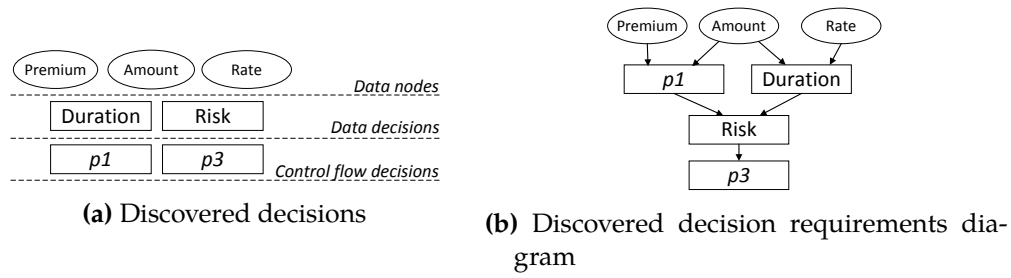 Premium Amount Rate
Data nodes
Duration Risk
Data decisions
p1 p3
Control flow decisions
(a) Discovered decisions
Premium Amount Rate
p1 Duration
Risk
p3
(b) Discovered decision requirements dia-
gram